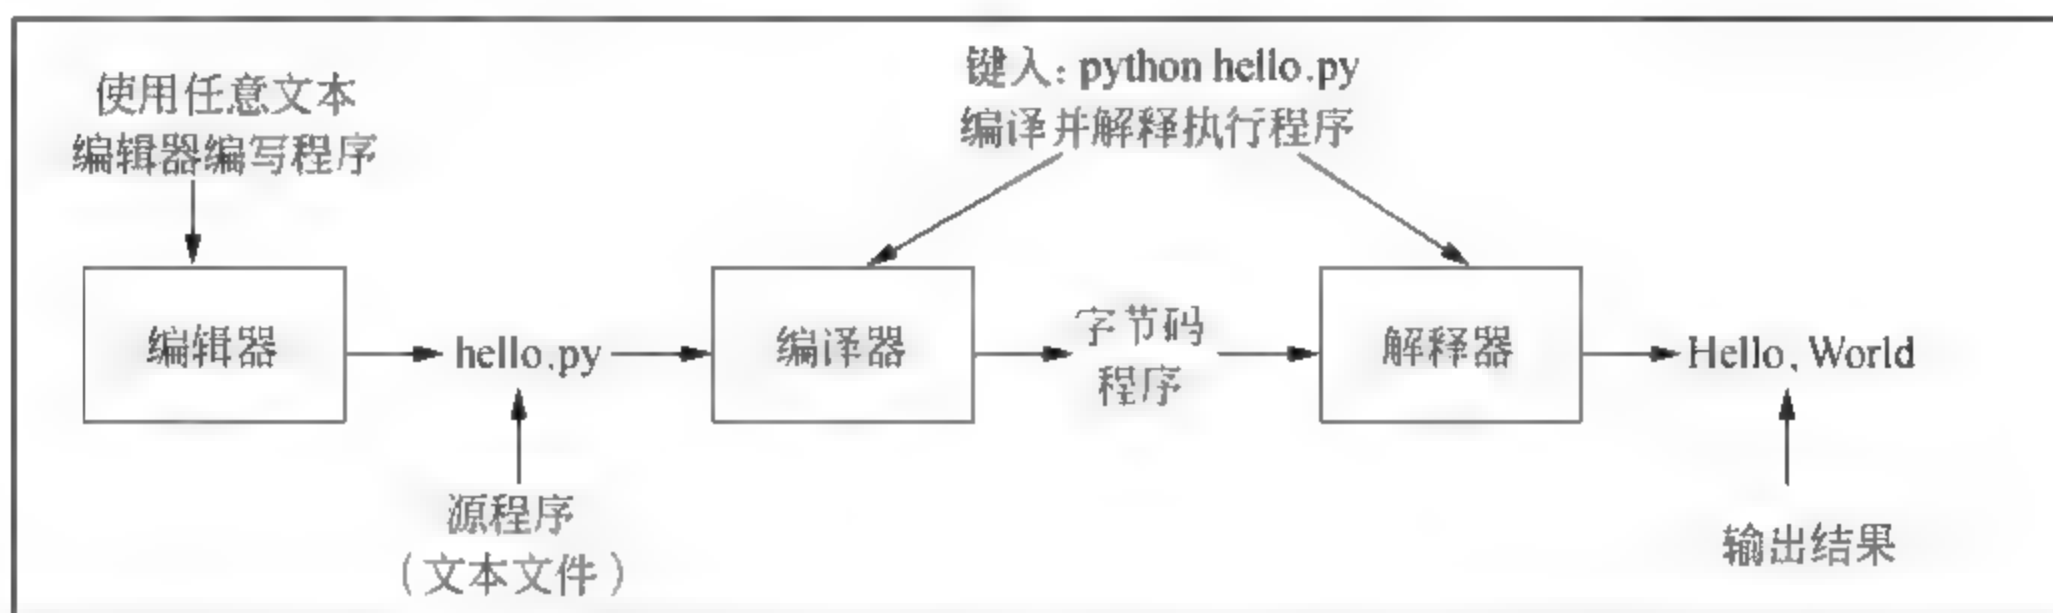 使用任意文本
编辑器编写程序
键入：python hello.py
编译并解释执行程序
编辑器
hello.py
编译器
字节码
程序
解释器
Hello, World
源程序
（文本文件）
输出结果